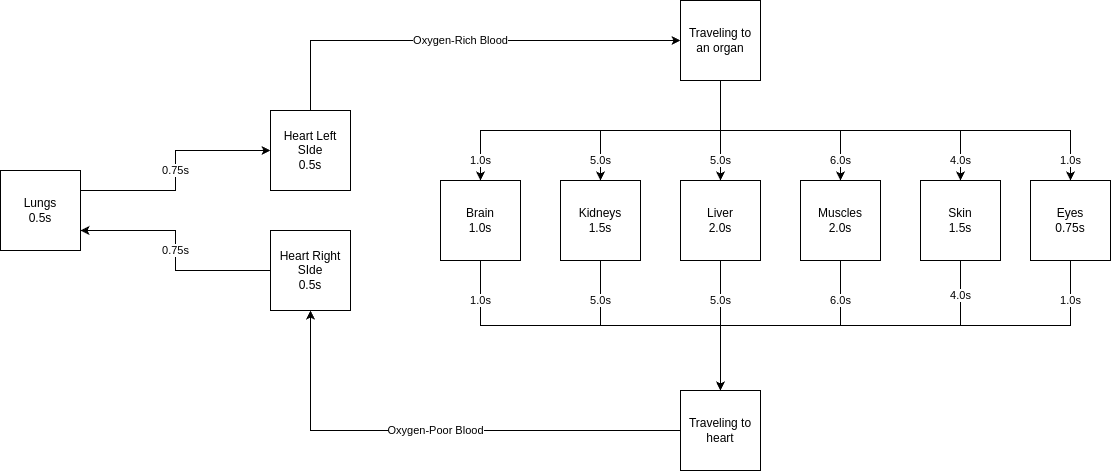 Oxygen-Rich Blood
Traveling to
an organ
Heart Left
SIde
0.5s
0.75s
Lungs
0.5s
0.75s
Heart Right
SIde
0.5s
1.0s
5.0s
5.0s
6.0s
4.0s
1.0s
Brain
1.0s
Kidneys
1.5s
Liver
2.0s
Muscles
2.0s
Skin
1.5s
Eyes
0.75s
1.0s
5.0s
5.0s
6.0s
4.0s
1.0s
Oxygen-Poor Blood
Traveling to
heart